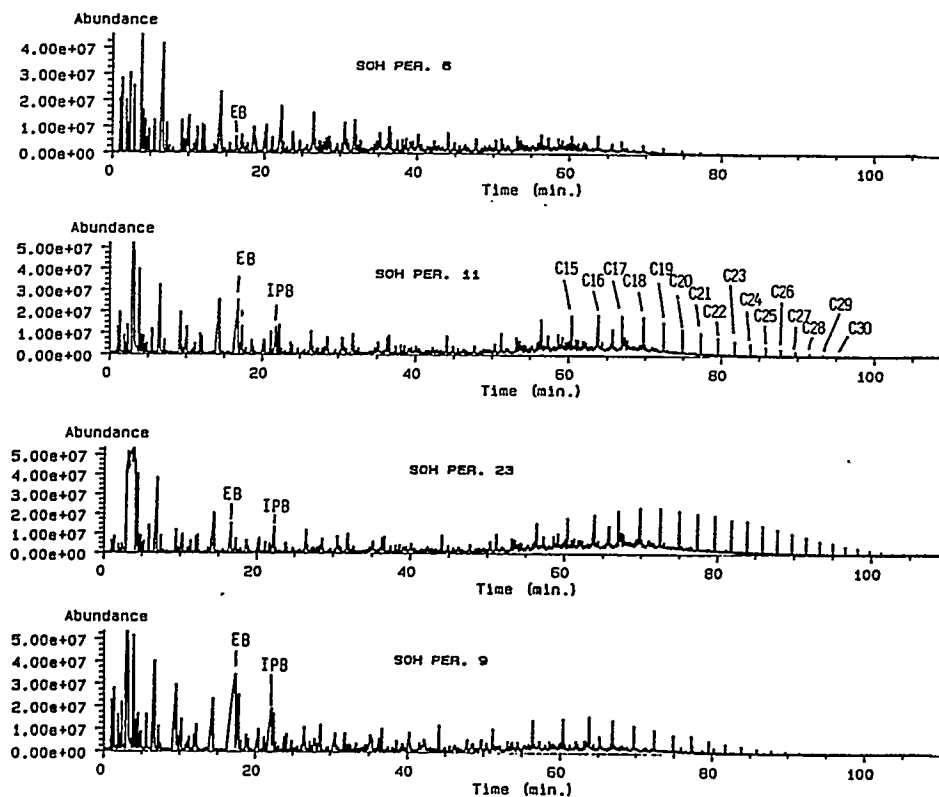 Abundance
4.00e+07
3.00e+07
2.00e+07
1.00e+07
0.00e+00
SOH PER. 6
EB
0 20 40 60 80 100
Time (min.)
Abundance
5.00e+07
4.00e+07
3.00e+07
2.00e+07
1.00e+07
0.00e+00
SOH PER. 11
EB
IPB
C15 C16 C17 C18 C19 C20 C21 C22 C23 C24 C25 C26 C27 C28 C29 C30
0 20 40 60 80 100
Time (min.)
Abundance
5.00e+07
4.00e+07
3.00e+07
2.00e+07
1.00e+07
0.00e+00
SOH PER. 23
EB
IPB
0 20 40 60 80 100
Time (min.)
Abundance
5.00e+07
4.00e+07
3.00e+07
2.00e+07
1.00e+07
0.00e+00
SOH PER. 9
EB
IPB
0 20 40 60 80 100
Time (min.)